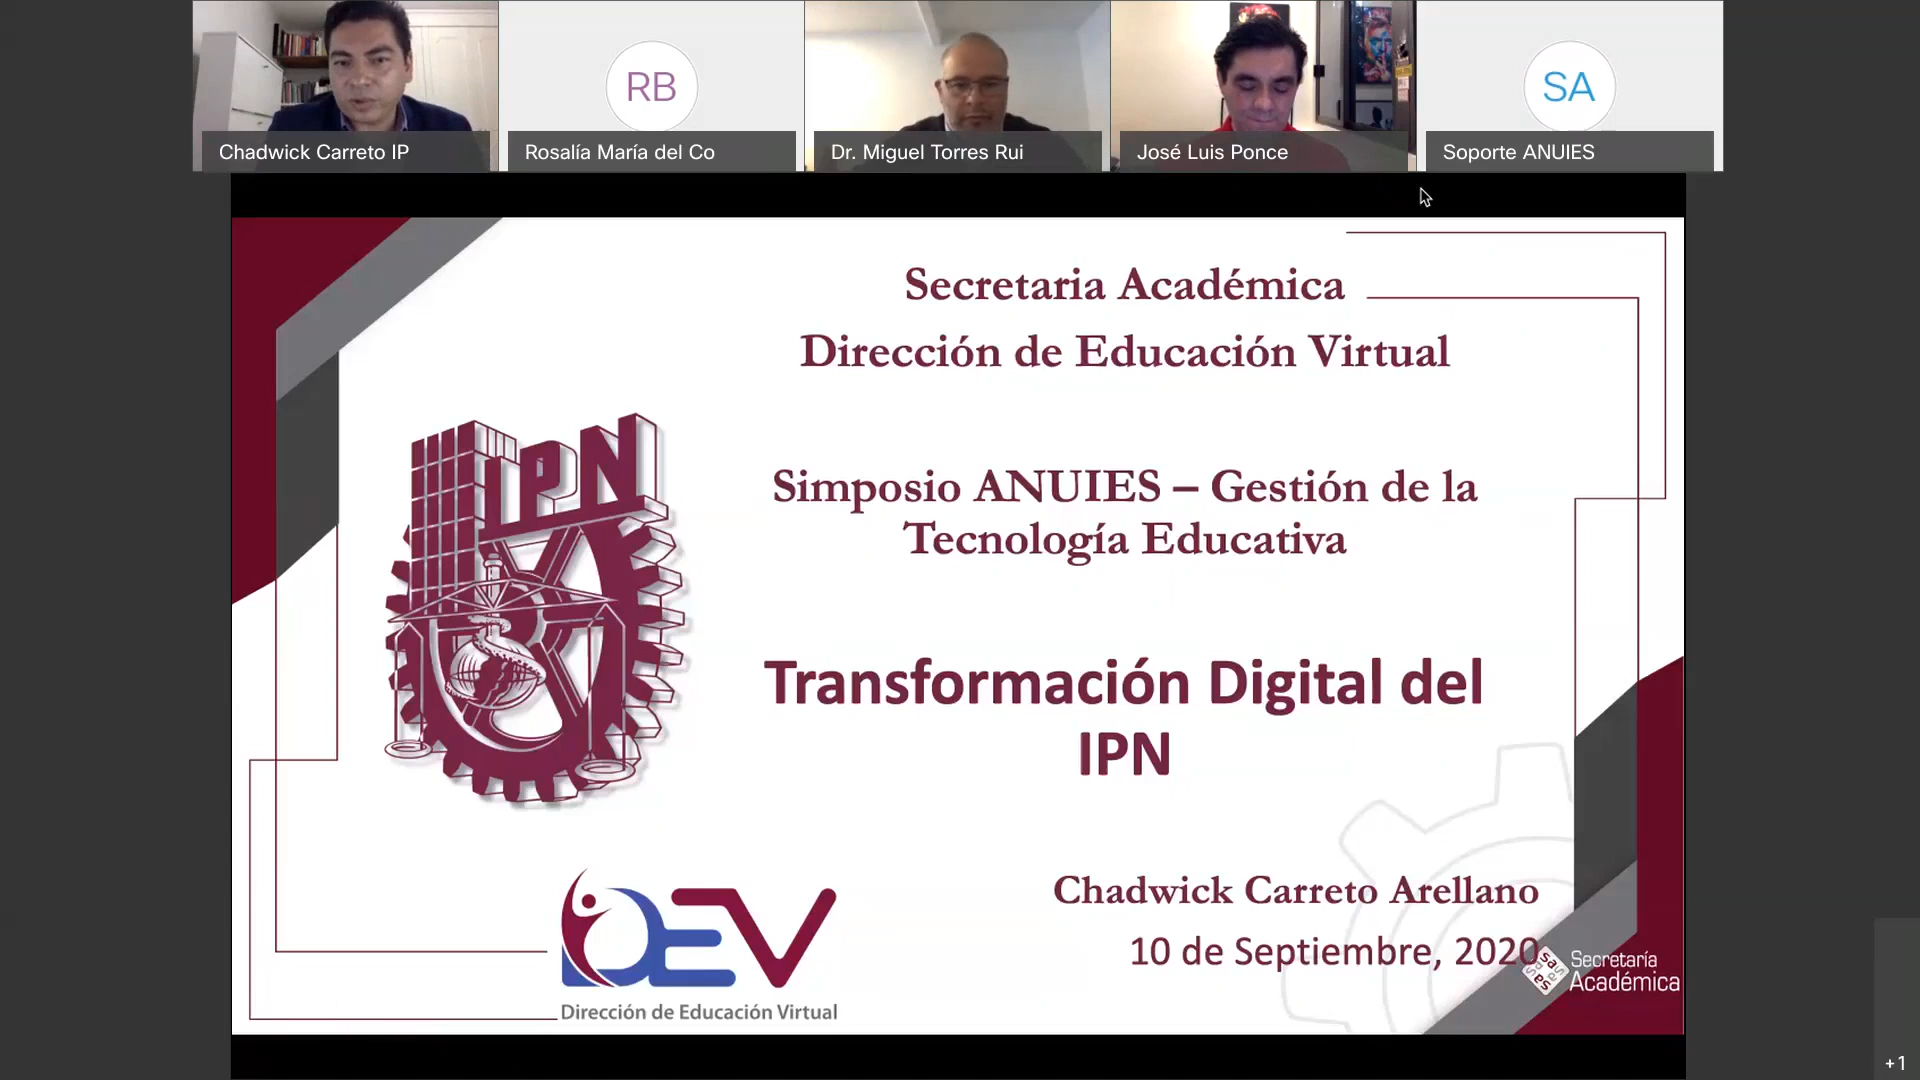 RB
SA
Chadwick Carreto IP
Rosalía María del Co
Dr. Miguel Torres Rui
José Luis Ponce
Soporte ANUIES
Secretaria Académica
Dirección de Educación Virtual
Simposio ANUIES – Gestión de la
Tecnología Educativa
IPN
Transformación Digital del
IPN
Chadwick Carreto Arellano
10 de Septiembre, 2020
DEV
Dirección de Educación Virtual
Secretaría
Académica
+1